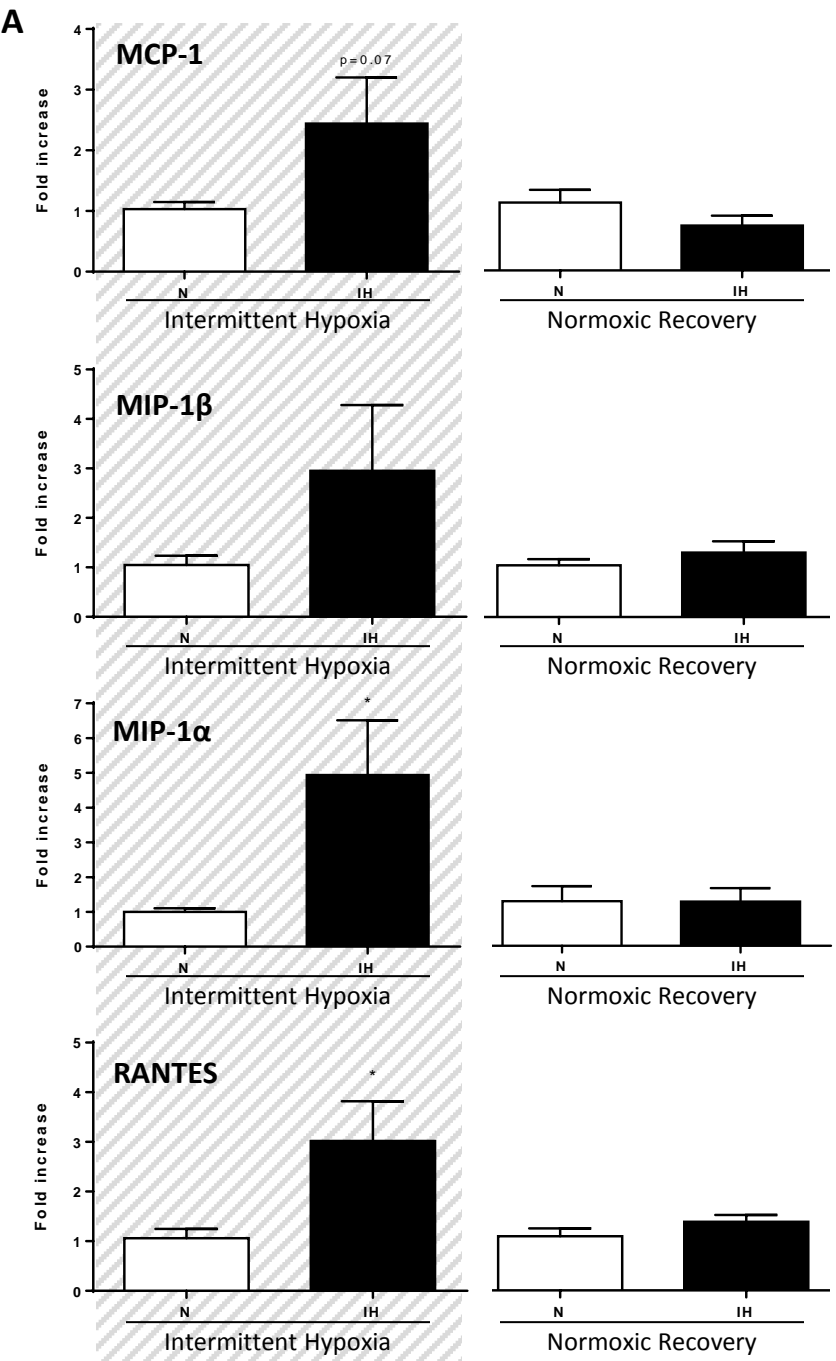 A
MCP-1
p=0.07
Fold increase
4
3
2
1
0
N IH N IH
Intermittent Hypoxia Normoxic Recovery
MIP-1β
Fold increase
5
4
3
2
1
0
N IH N IH
Intermittent Hypoxia Normoxic Recovery
MIP-1α
*
Fold increase
7
6
5
4
3
2
1
0
N IH N IH
Intermittent Hypoxia Normoxic Recovery
RANTES
*
Fold increase
5
4
3
2
1
0
N IH N IH
Intermittent Hypoxia Normoxic Recovery